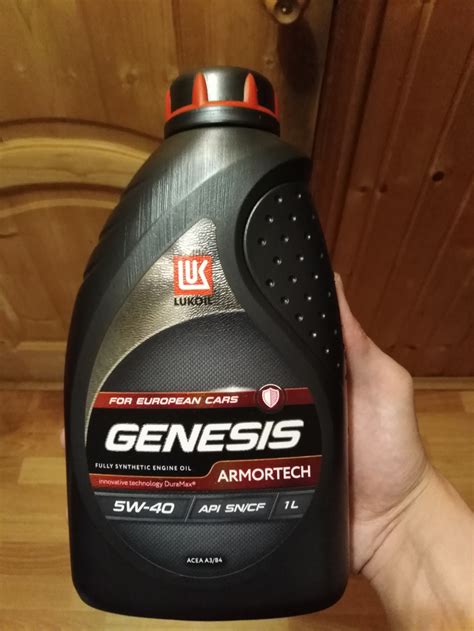 LUK
LUKOIL
FOR EUROPEAN CARS
GENESIS
FULLY SYNTHETIC ENGINE OIL
ARMORTECH
innovative technology DuraMax®
5W-40 API SN/CF 1L
ACEA A3/B4